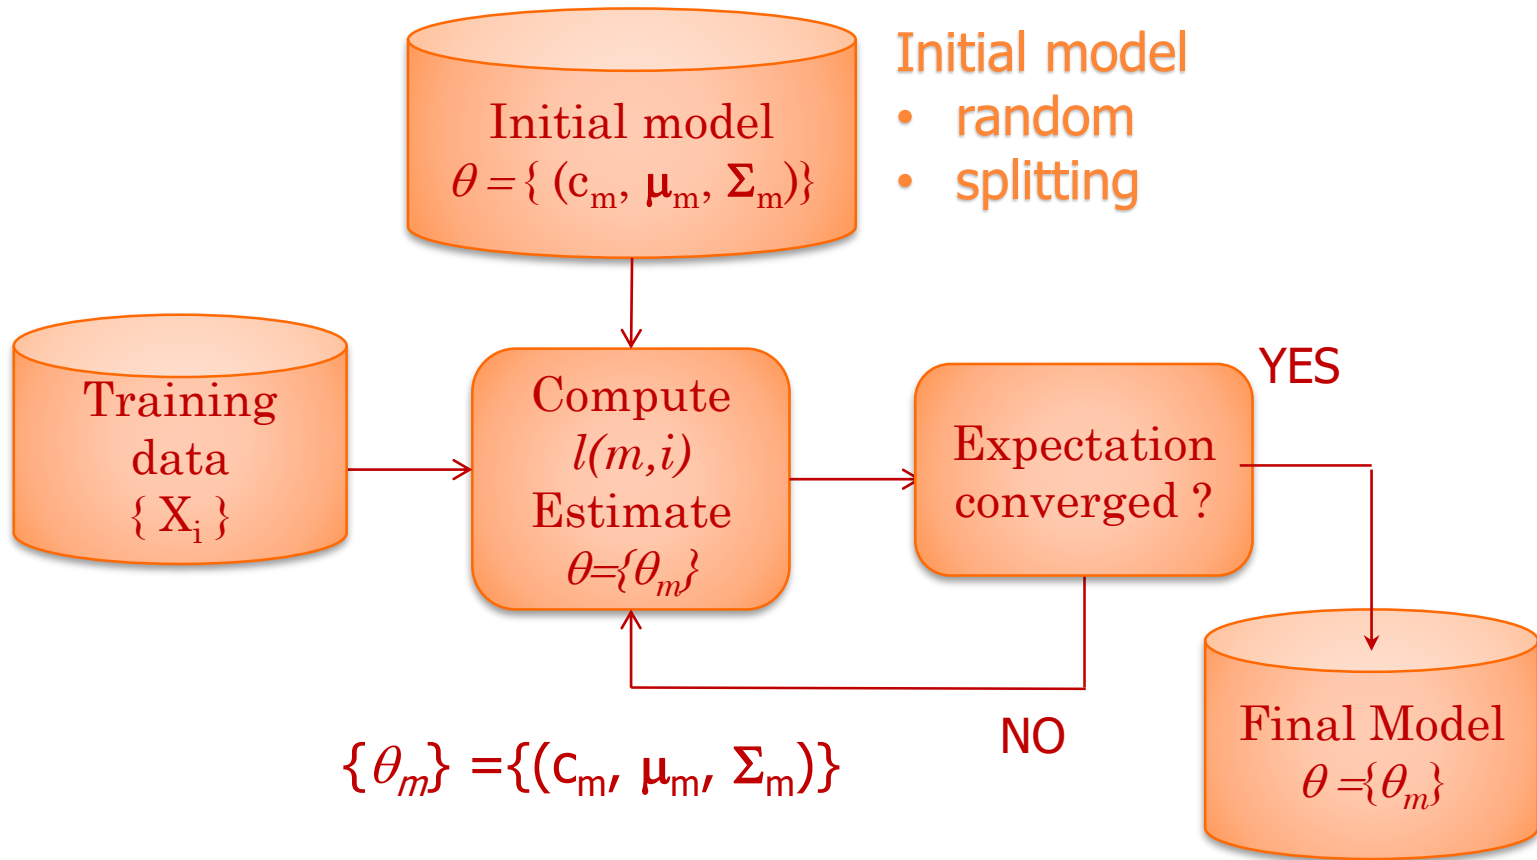 Initial model
θ = { (cₘ, μₘ, Σₘ)}
Initial model
• random
• splitting
Training
data
{ Xᵢ }
Compute
l(m,i)
Estimate
θ={θₘ}
Expectation
converged ?
YES
NO
{θₘ} ={(cₘ, μₘ, Σₘ)}
Final Model
θ ={θₘ}